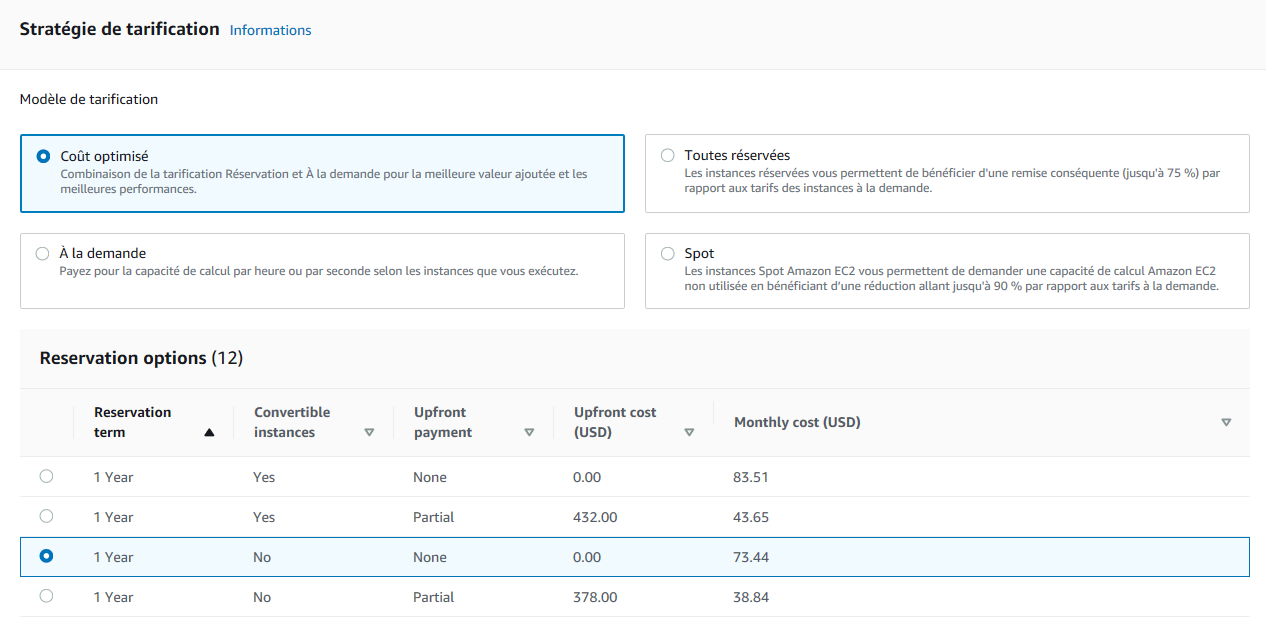 Stratégie de tarification Informations
Modèle de tarification
Coût optimisé
Combinaison de la tarification Réservation et À la demande pour la meilleure valeur ajoutée et les
meilleures performances.
Toutes réservées
Les instances réservées vous permettent de bénéficier d'une remise conséquente (jusqu'à 75 %) par
rapport aux tarifs des instances à la demande.
À la demande
Payez pour la capacité de calcul par heure ou par seconde selon les instances que vous exécutez.
Spot
Les instances Spot Amazon EC2 vous permettent de demander une capacité de calcul Amazon EC2
non utilisée en bénéficiant d'une réduction allant jusqu'à 90 % par rapport aux tarifs à la demande.
Reservation options (12)
Reservation term Convertible instances Upfront payment Upfront cost (USD) Monthly cost (USD)
1 Year Yes None 0.00 83.51
1 Year Yes Partial 432.00 43.65
1 Year No None 0.00 73.44
1 Year No Partial 378.00 38.84